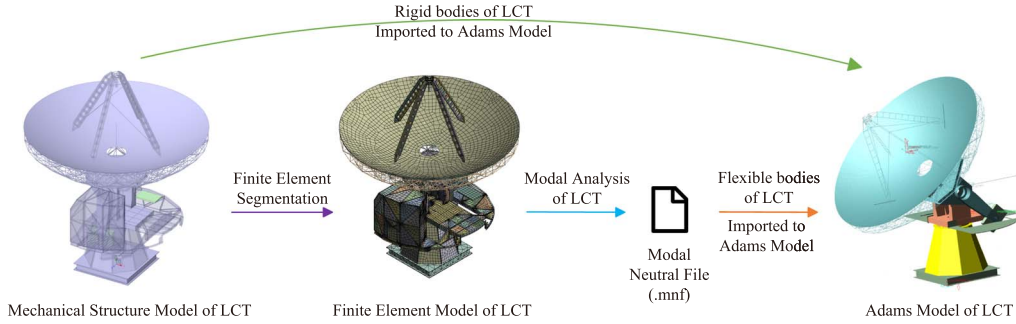 Rigid bodies of LCT
Imported to Adams Model
Finite Element
Segmentation
Modal Analysis
of LCT
Flexible bodies
of LCT
Imported to
Adams Model
Modal
Neutral File
(.mnf)
Mechanical Structure Model of LCT
Finite Element Model of LCT
Adams Model of LCT